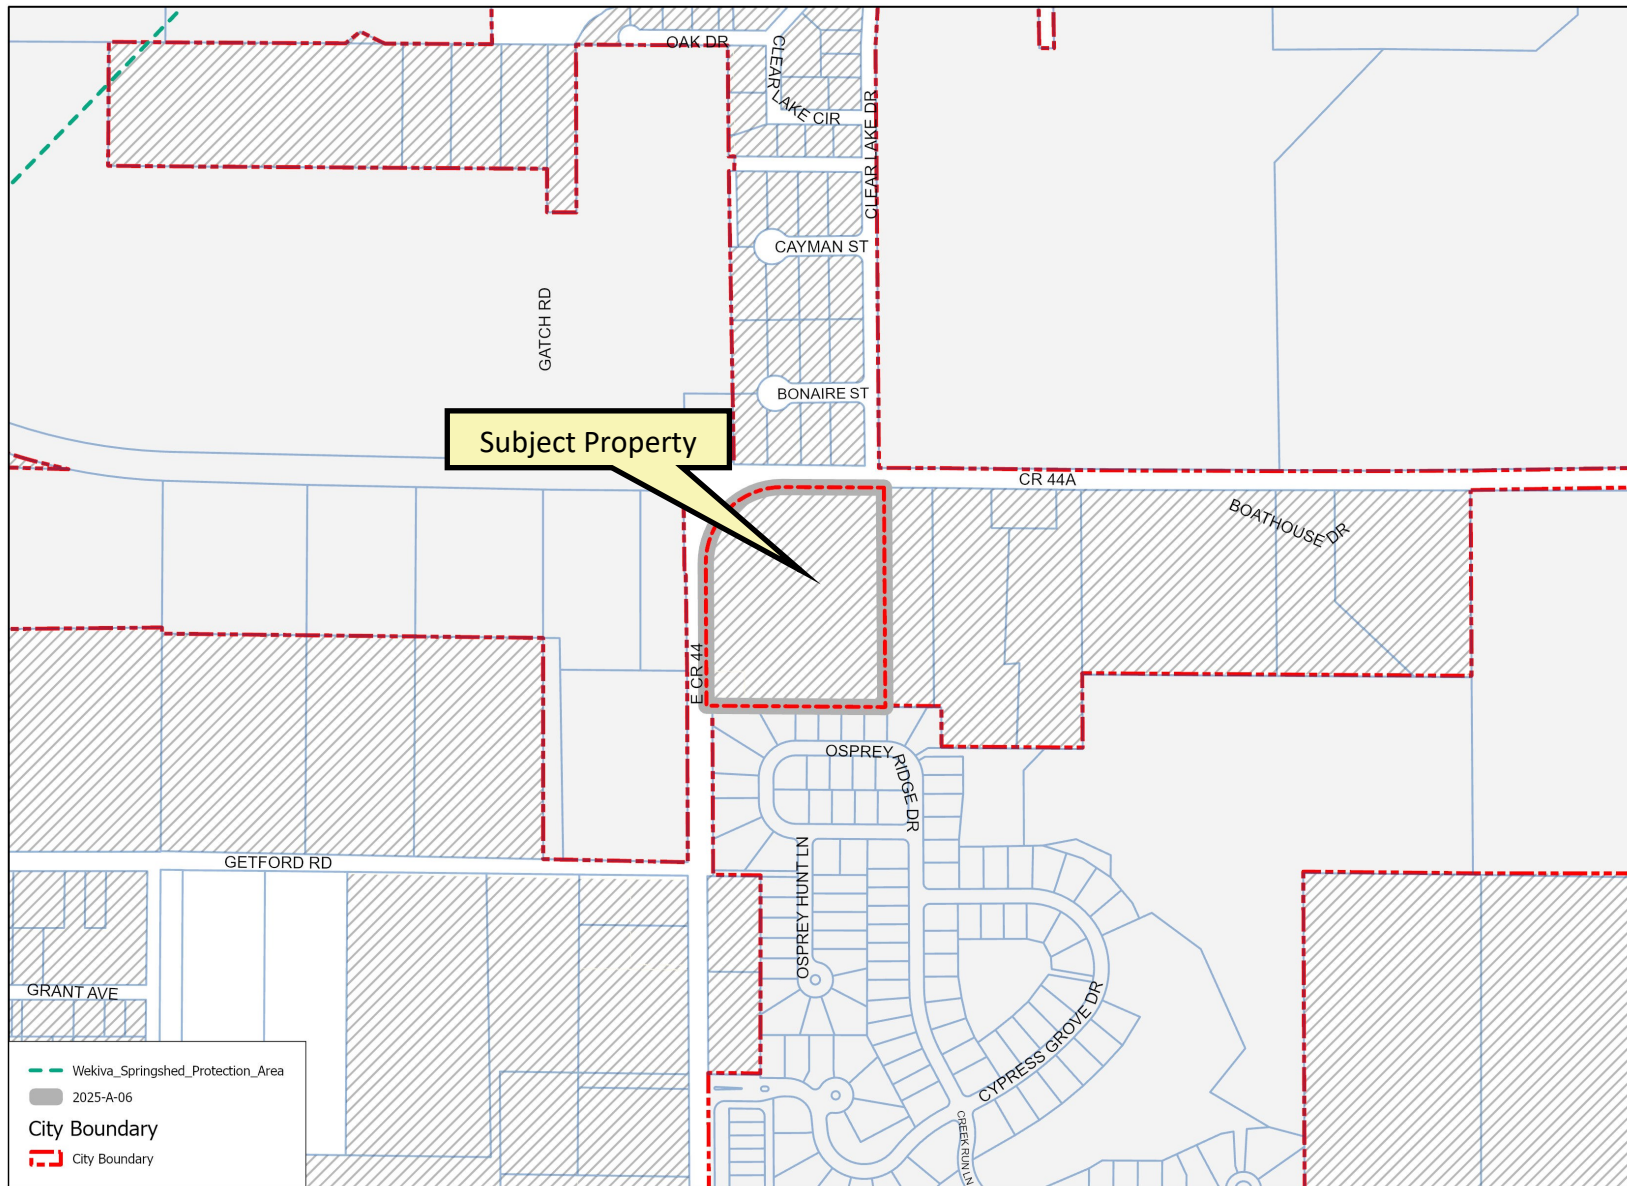 OAK DR
CLEAR LAKE CIR
CLEAR LAKE DR
CAYMAN ST
GATCH RD
BONAIRE ST
Subject Property
CR 44A
BOATHOUSE DR
E CR 44
OSPREY RIDGE DR
GETFORD RD
OSPREY HUNT LN
GRANT AVE
CYPRESS GROVE DR
CREEK RUN LN
Wekiva_Springshed_Protection_Area
2025-A-06
City Boundary
City Boundary